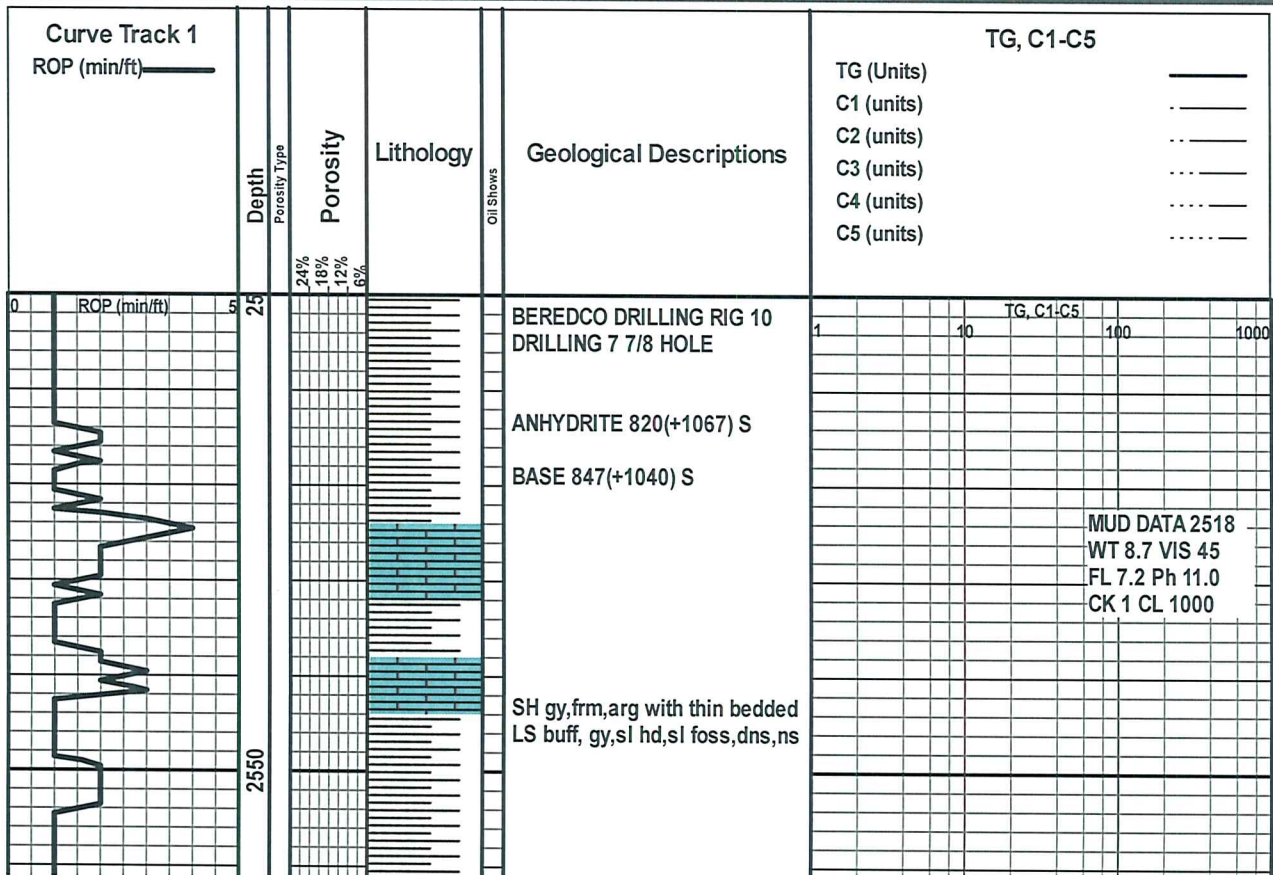 Curve Track 1
ROP (min/ft)
Depth
Porosity Type
Porosity
24%
18%
12%
6%
Lithology
Oil Shows
Geological Descriptions
TG, C1-C5
TG (Units)
C1 (units)
C2 (units)
C3 (units)
C4 (units)
C5 (units)
0 ROP (min/ft) 5
25
TG, C1-C5
1 10 100 1000
BEREDCO DRILLING RIG 10
DRILLING 7 7/8 HOLE
ANHYDRITE 820(+1067) S
BASE 847(+1040) S
MUD DATA 2518
WT 8.7 VIS 45
FL 7.2 Ph 11.0
CK 1 CL 1000
SH gy,frm,arg with thin bedded
LS buff, gy,sl hd,sl foss,dns,ns
2550